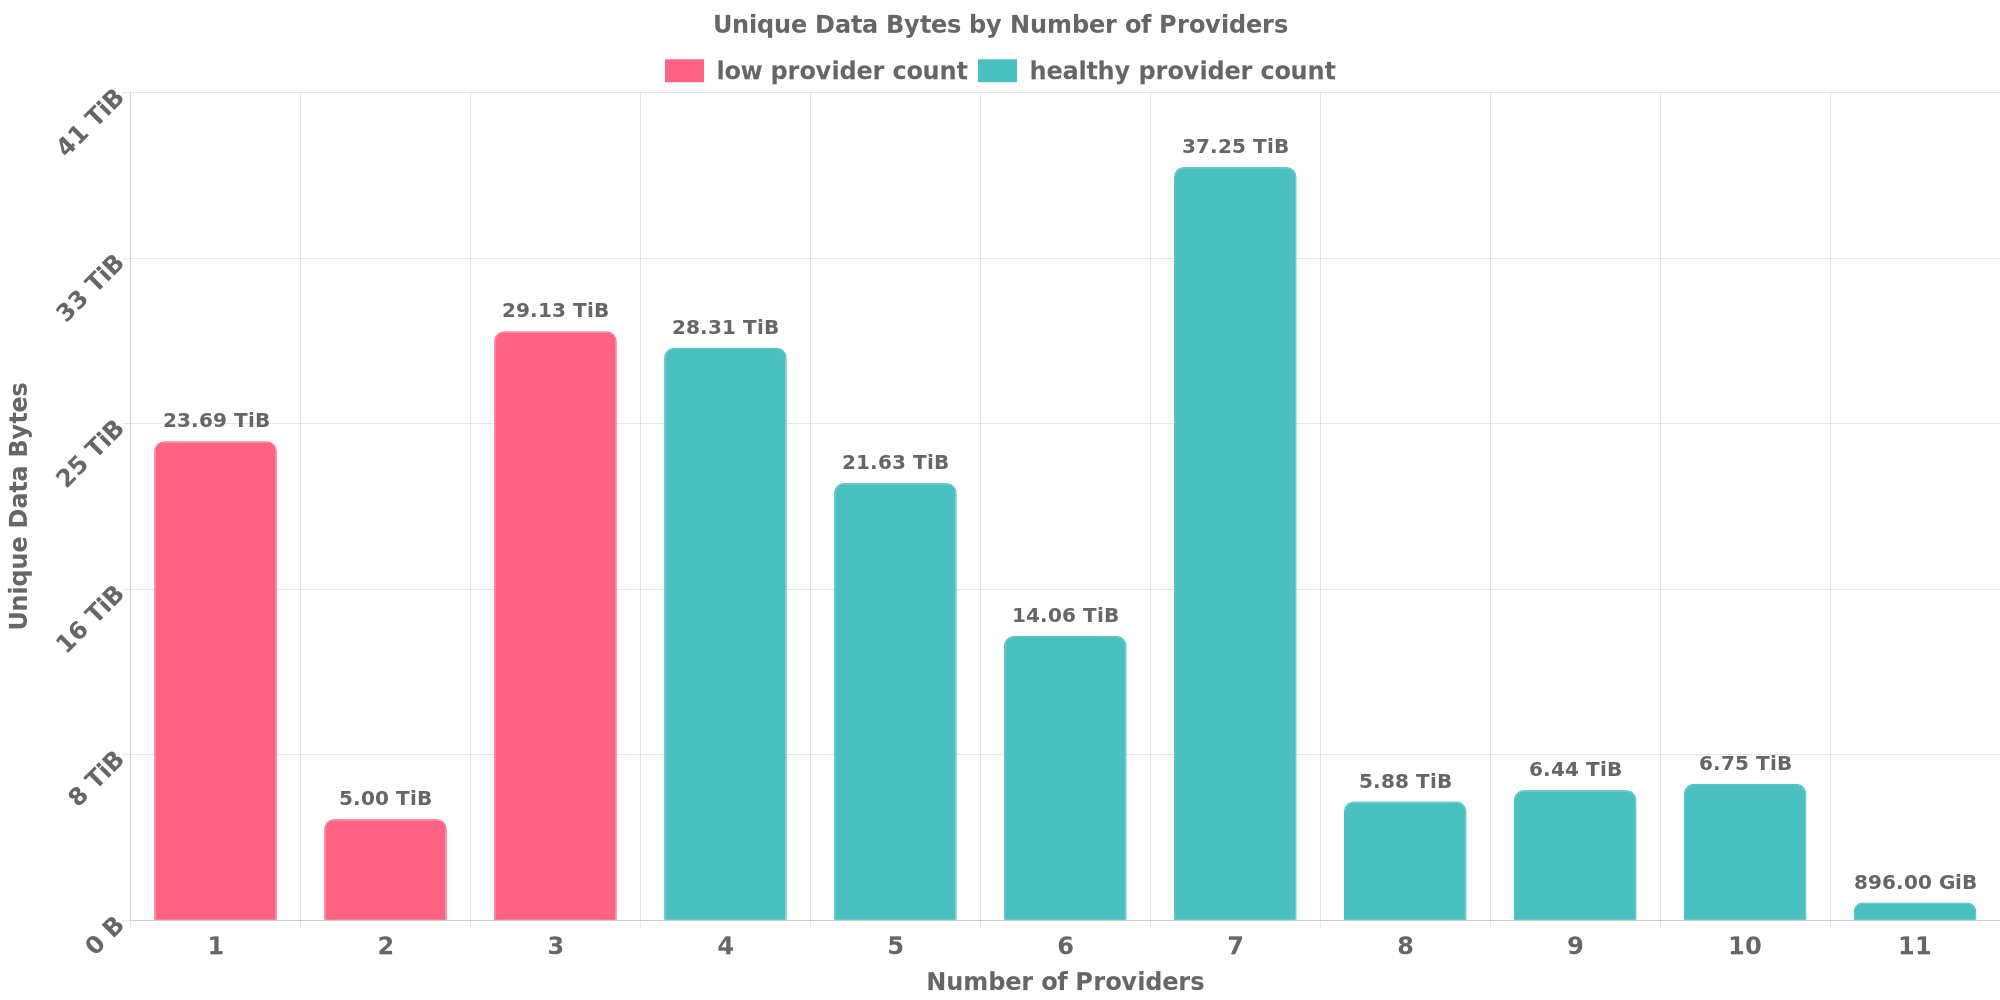 Unique Data Bytes by Number of Providers
low provider count healthy provider count
41 TiB
33 TiB
25 TiB
16 TiB
8 TiB
0 B
Unique Data Bytes
23.69 TiB
5.00 TiB
29.13 TiB
28.31 TiB
21.63 TiB
14.06 TiB
37.25 TiB
5.88 TiB
6.44 TiB
6.75 TiB
896.00 GiB
1 2 3 4 5 6 7 8 9 10 11
Number of Providers